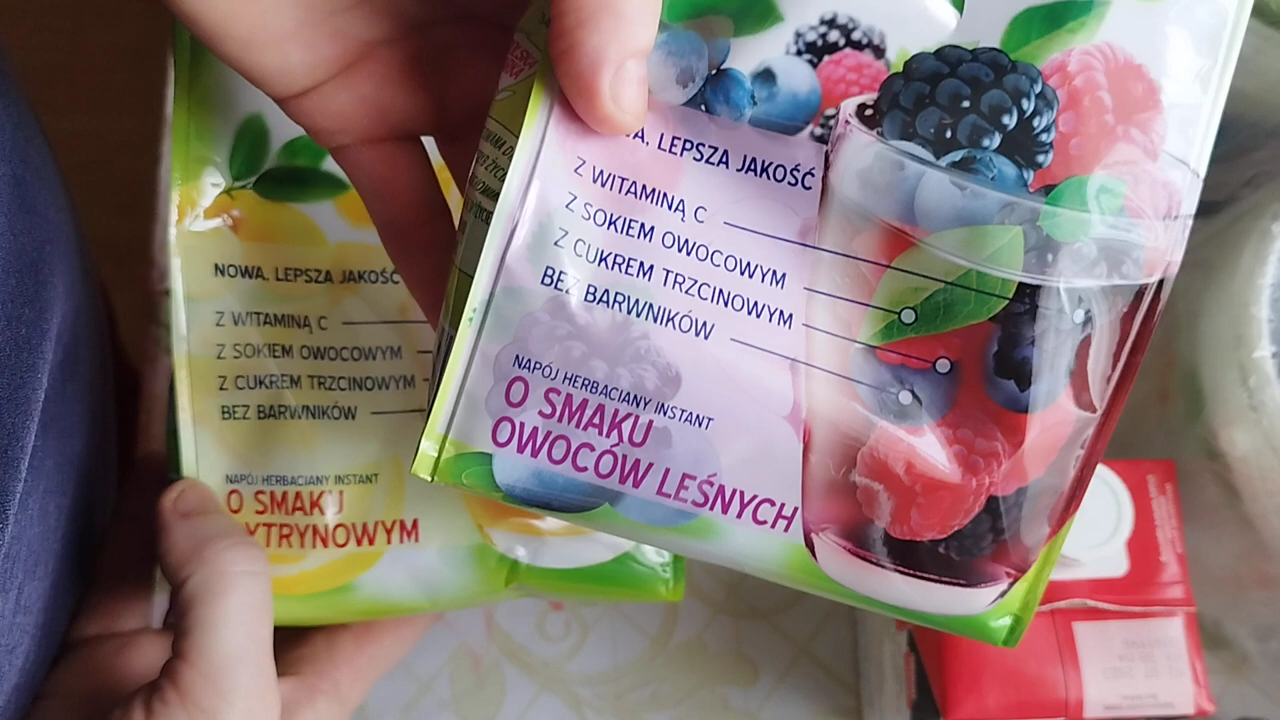 NOWA, LEPSZA JAKOŚĆ
Z WITAMINĄ C
Z SOKIEM OWOCOWYM
Z CUKREM TRZCINOWYM
BEZ BARWNIKÓW
NAPÓJ HERBACIANY INSTANT
O SMAKU
YTRYNOWYM
A, LEPSZA JAKOŚĆ
Z WITAMINĄ C
Z SOKIEM OWOCOWYM
Z CUKREM TRZCINOWYM
BEZ BARWNIKÓW
NAPÓJ HERBACIANY INSTANT
O SMAKU
OWOCÓW LEŚNYCH